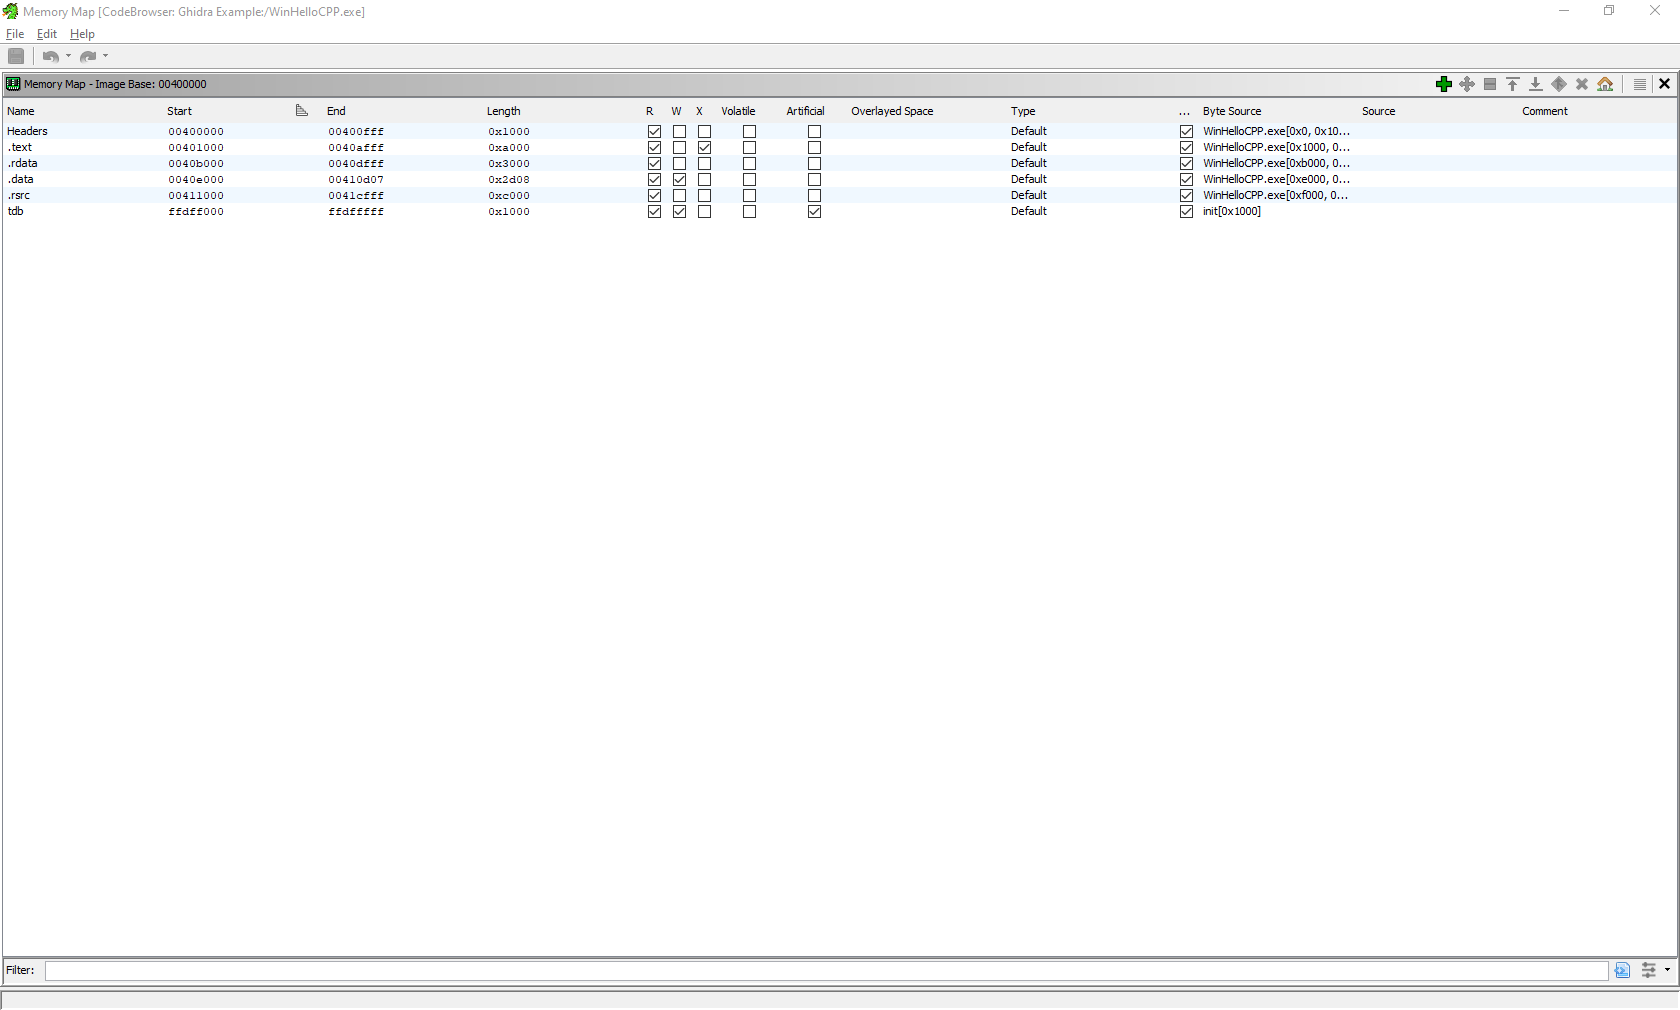 Memory Map [CodeBrowser: Ghidra Example:/WinHelloCPP.exe]
File Edit Help
Memory Map - Image Base: 00400000
Name Start End Length R W X Volatile Artificial Overlayed Space Type ... Byte Source Source Comment
Headers 00400000 00400fff 0x1000 Default WinHelloCPP.exe[0x0, 0x10...
.text 00401000 0040afff 0xa000 Default WinHelloCPP.exe[0x1000, 0...
.rdata 0040b000 0040dfff 0x3000 Default WinHelloCPP.exe[0xb000, 0...
.data 0040e000 00410d07 0x2d08 Default WinHelloCPP.exe[0xe000, 0...
.rsrc 00411000 0041cfff 0xc000 Default WinHelloCPP.exe[0xf000, 0...
tdb ffdff000 ffdfffff 0x1000 Default init[0x1000]
Filter: